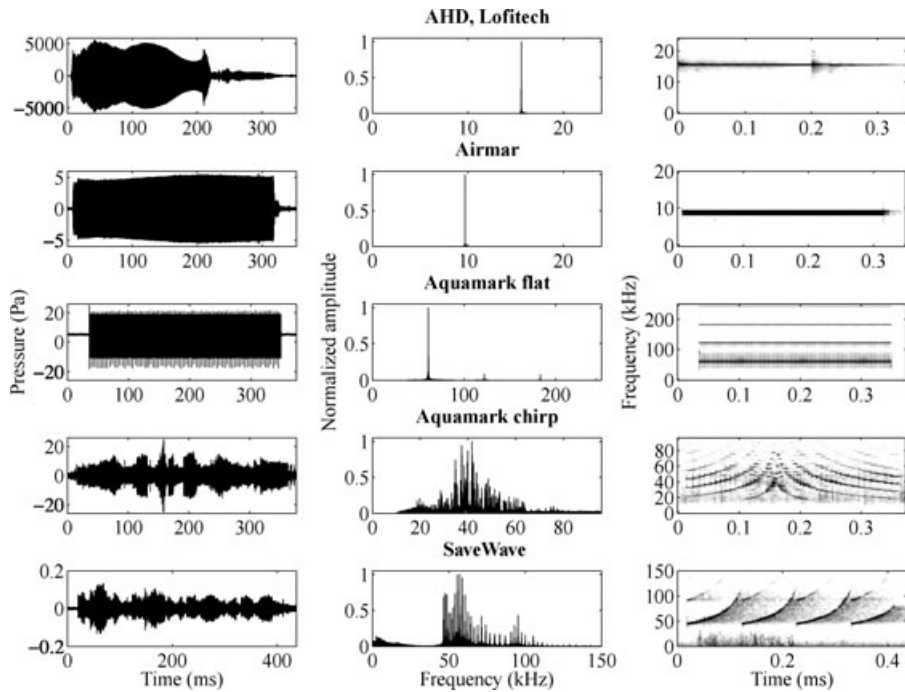 AHD, Lofitech
5000
0
−5000
0 100 200 300
1
0.5
0
0 10 20
20
10
0
0 0.1 0.2 0.3
Airmar
5
0
−5
0 100 200 300
1
0.5
0
0 10 20
20
10
0
0 0.1 0.2 0.3
Aquamark flat
20
0
−20
0 100 200 300
1
0.5
0
0 100 200
200
100
0
0 0.1 0.2 0.3
Aquamark chirp
20
0
−20
0 100 200 300
1
0.5
0
20 40 60 80
80
60
40
20
0
0 0.1 0.2 0.3
SaveWave
0.2
0
−0.2
0 200 400
1
0.5
0
0 50 100 150
150
100
50
0
0 0.2 0.4
Pressure (Pa)
Normalized amplitude
Frequency (kHz)
Time (ms)
Frequency (kHz)
Time (ms)